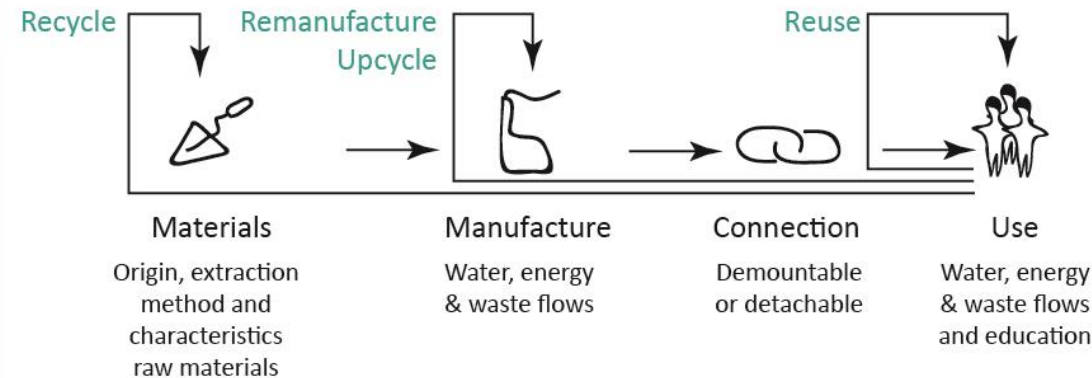 Recycle
Remanufacture
Upcycle
Reuse
Materials
Origin, extraction
method and
characteristics
raw materials
Manufacture
Water, energy
& waste flows
Connection
Demountable
or detachable
Use
Water, energy
& waste flows
and education